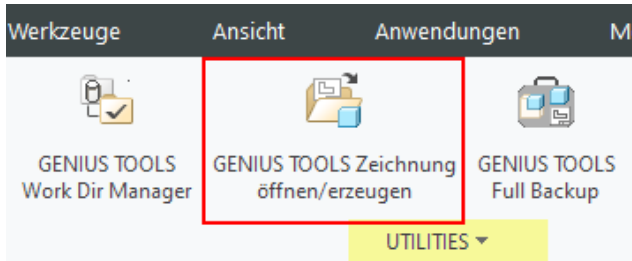 Werkzeuge Ansicht Anwendungen
GENIUS TOOLS GENIUS TOOLS Zeichnung GENIUS TOOLS
Work Dir Manager öffnen/erzeugen Full Backup
UTILITIES